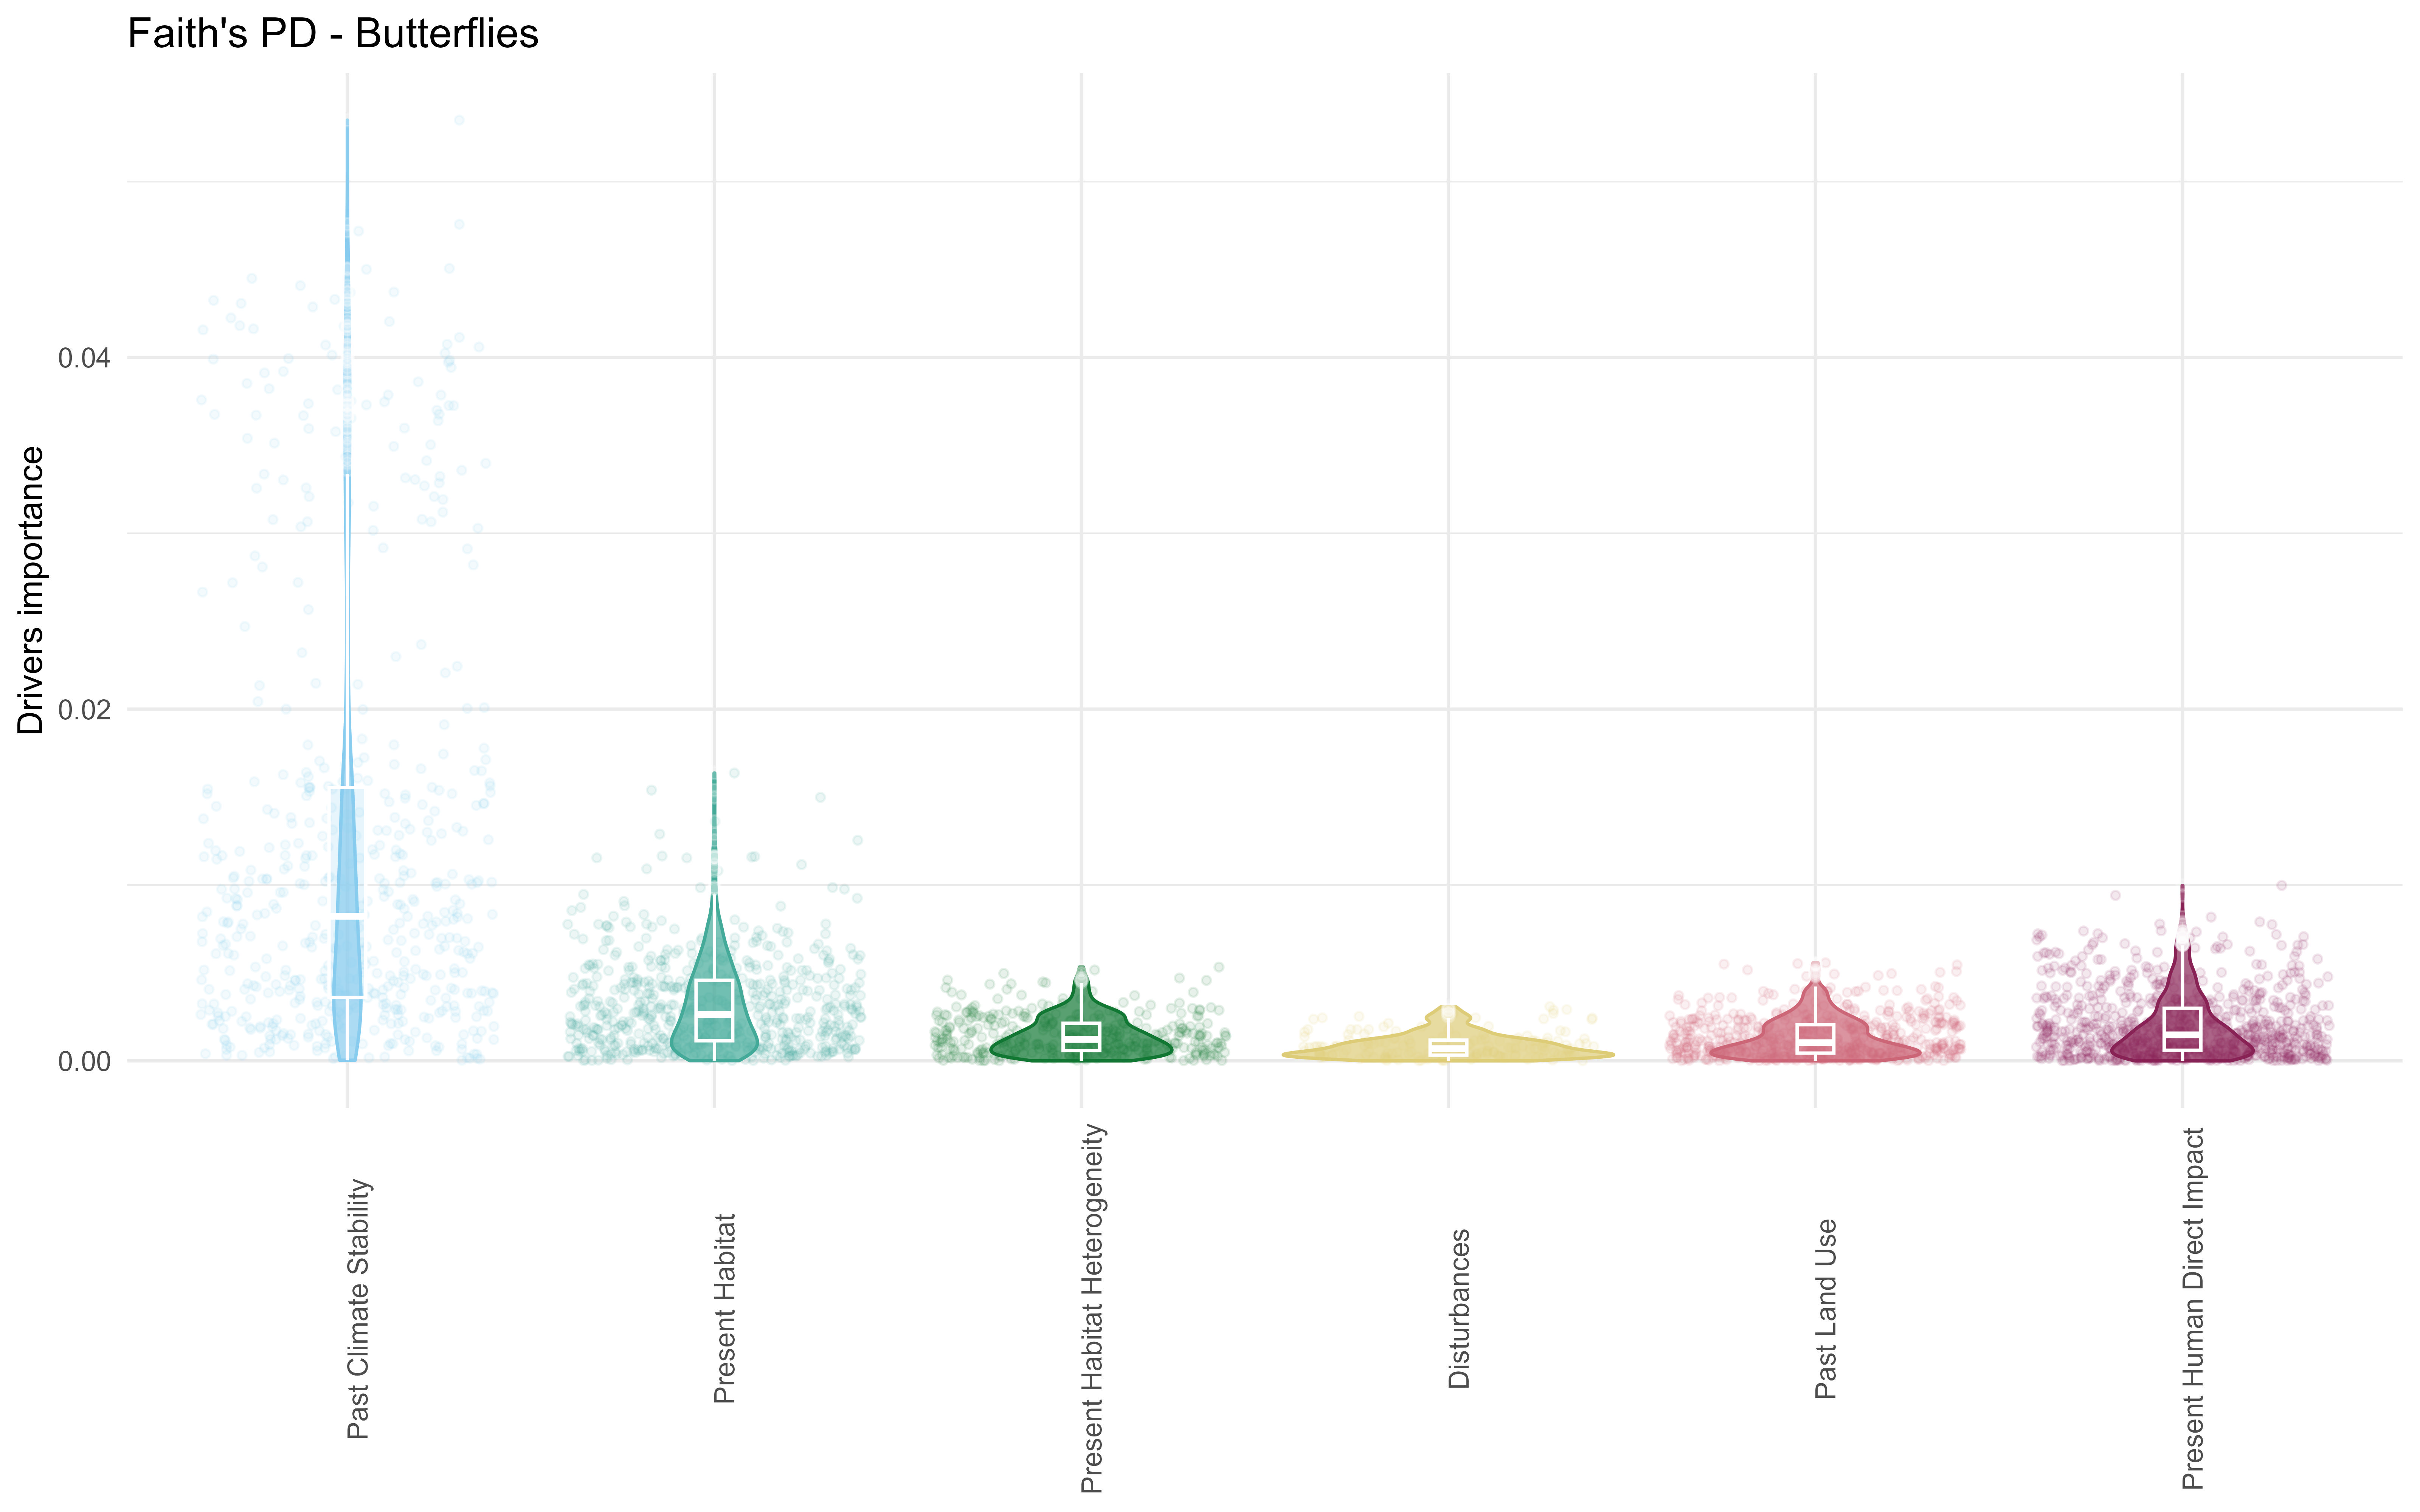 Faith's PD - Butterflies
Drivers importance
0.04
0.02
0.00
Past Climate Stability
Present Habitat
Present Habitat Heterogeneity
Disturbances
Past Land Use
Present Human Direct Impact